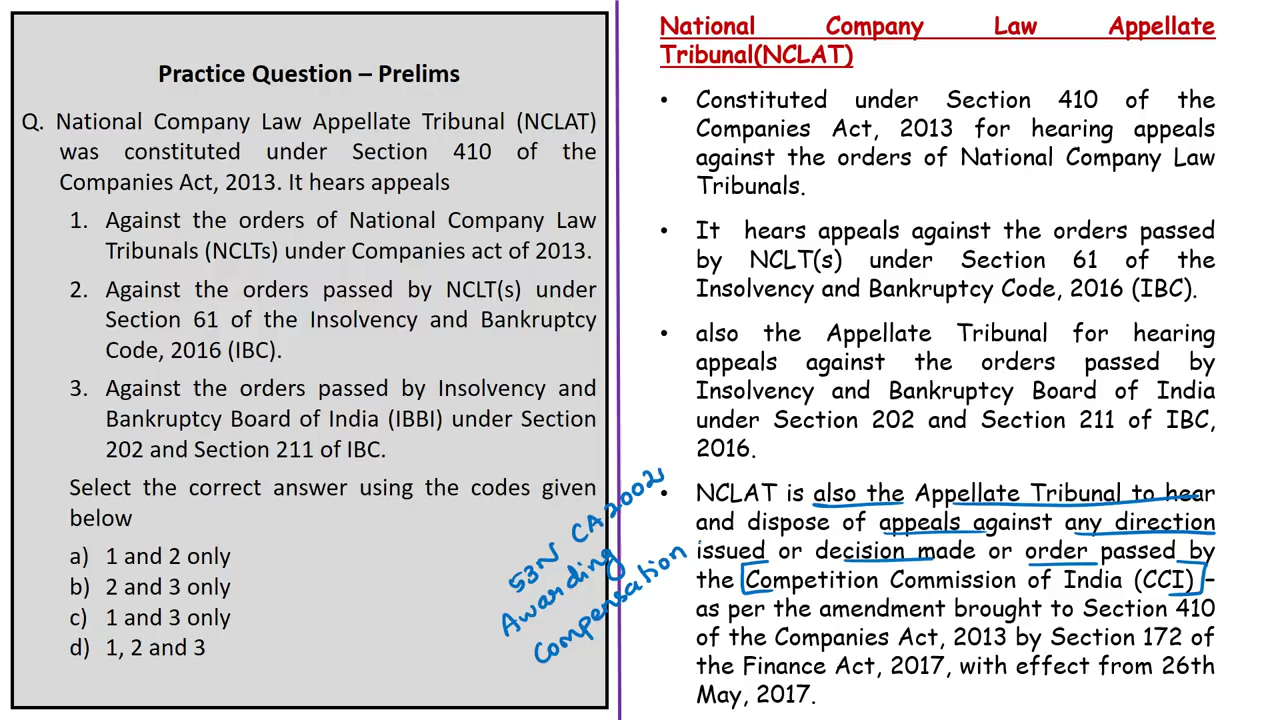 Practice Question – Prelims
Q. National Company Law Appellate Tribunal (NCLAT)
was constituted under Section 410 of the
Companies Act, 2013. It hears appeals
1. Against the orders of National Company Law
Tribunals (NCLTs) under Companies act of 2013.
2. Against the orders passed by NCLT(s) under
Section 61 of the Insolvency and Bankruptcy
Code, 2016 (IBC).
3. Against the orders passed by Insolvency and
Bankruptcy Board of India (IBBI) under Section
202 and Section 211 of IBC.
Select the correct answer using the codes given
below
a) 1 and 2 only
b) 2 and 3 only
c) 1 and 3 only
d) 1, 2 and 3
53N CA 2002
Awarding
Compensation
National Company Law Appellate
Tribunal(NCLAT)
• Constituted under Section 410 of the
Companies Act, 2013 for hearing appeals
against the orders of National Company Law
Tribunals.
• It hears appeals against the orders passed
by NCLT(s) under Section 61 of the
Insolvency and Bankruptcy Code, 2016 (IBC).
• also the Appellate Tribunal for hearing
appeals against the orders passed by
Insolvency and Bankruptcy Board of India
under Section 202 and Section 211 of IBC,
2016.
• NCLAT is also the Appellate Tribunal to hear
and dispose of appeals against any direction
issued or decision made or order passed by
the Competition Commission of India (CCI) –
as per the amendment brought to Section 410
of the Companies Act, 2013 by Section 172 of
the Finance Act, 2017, with effect from 26th
May, 2017.